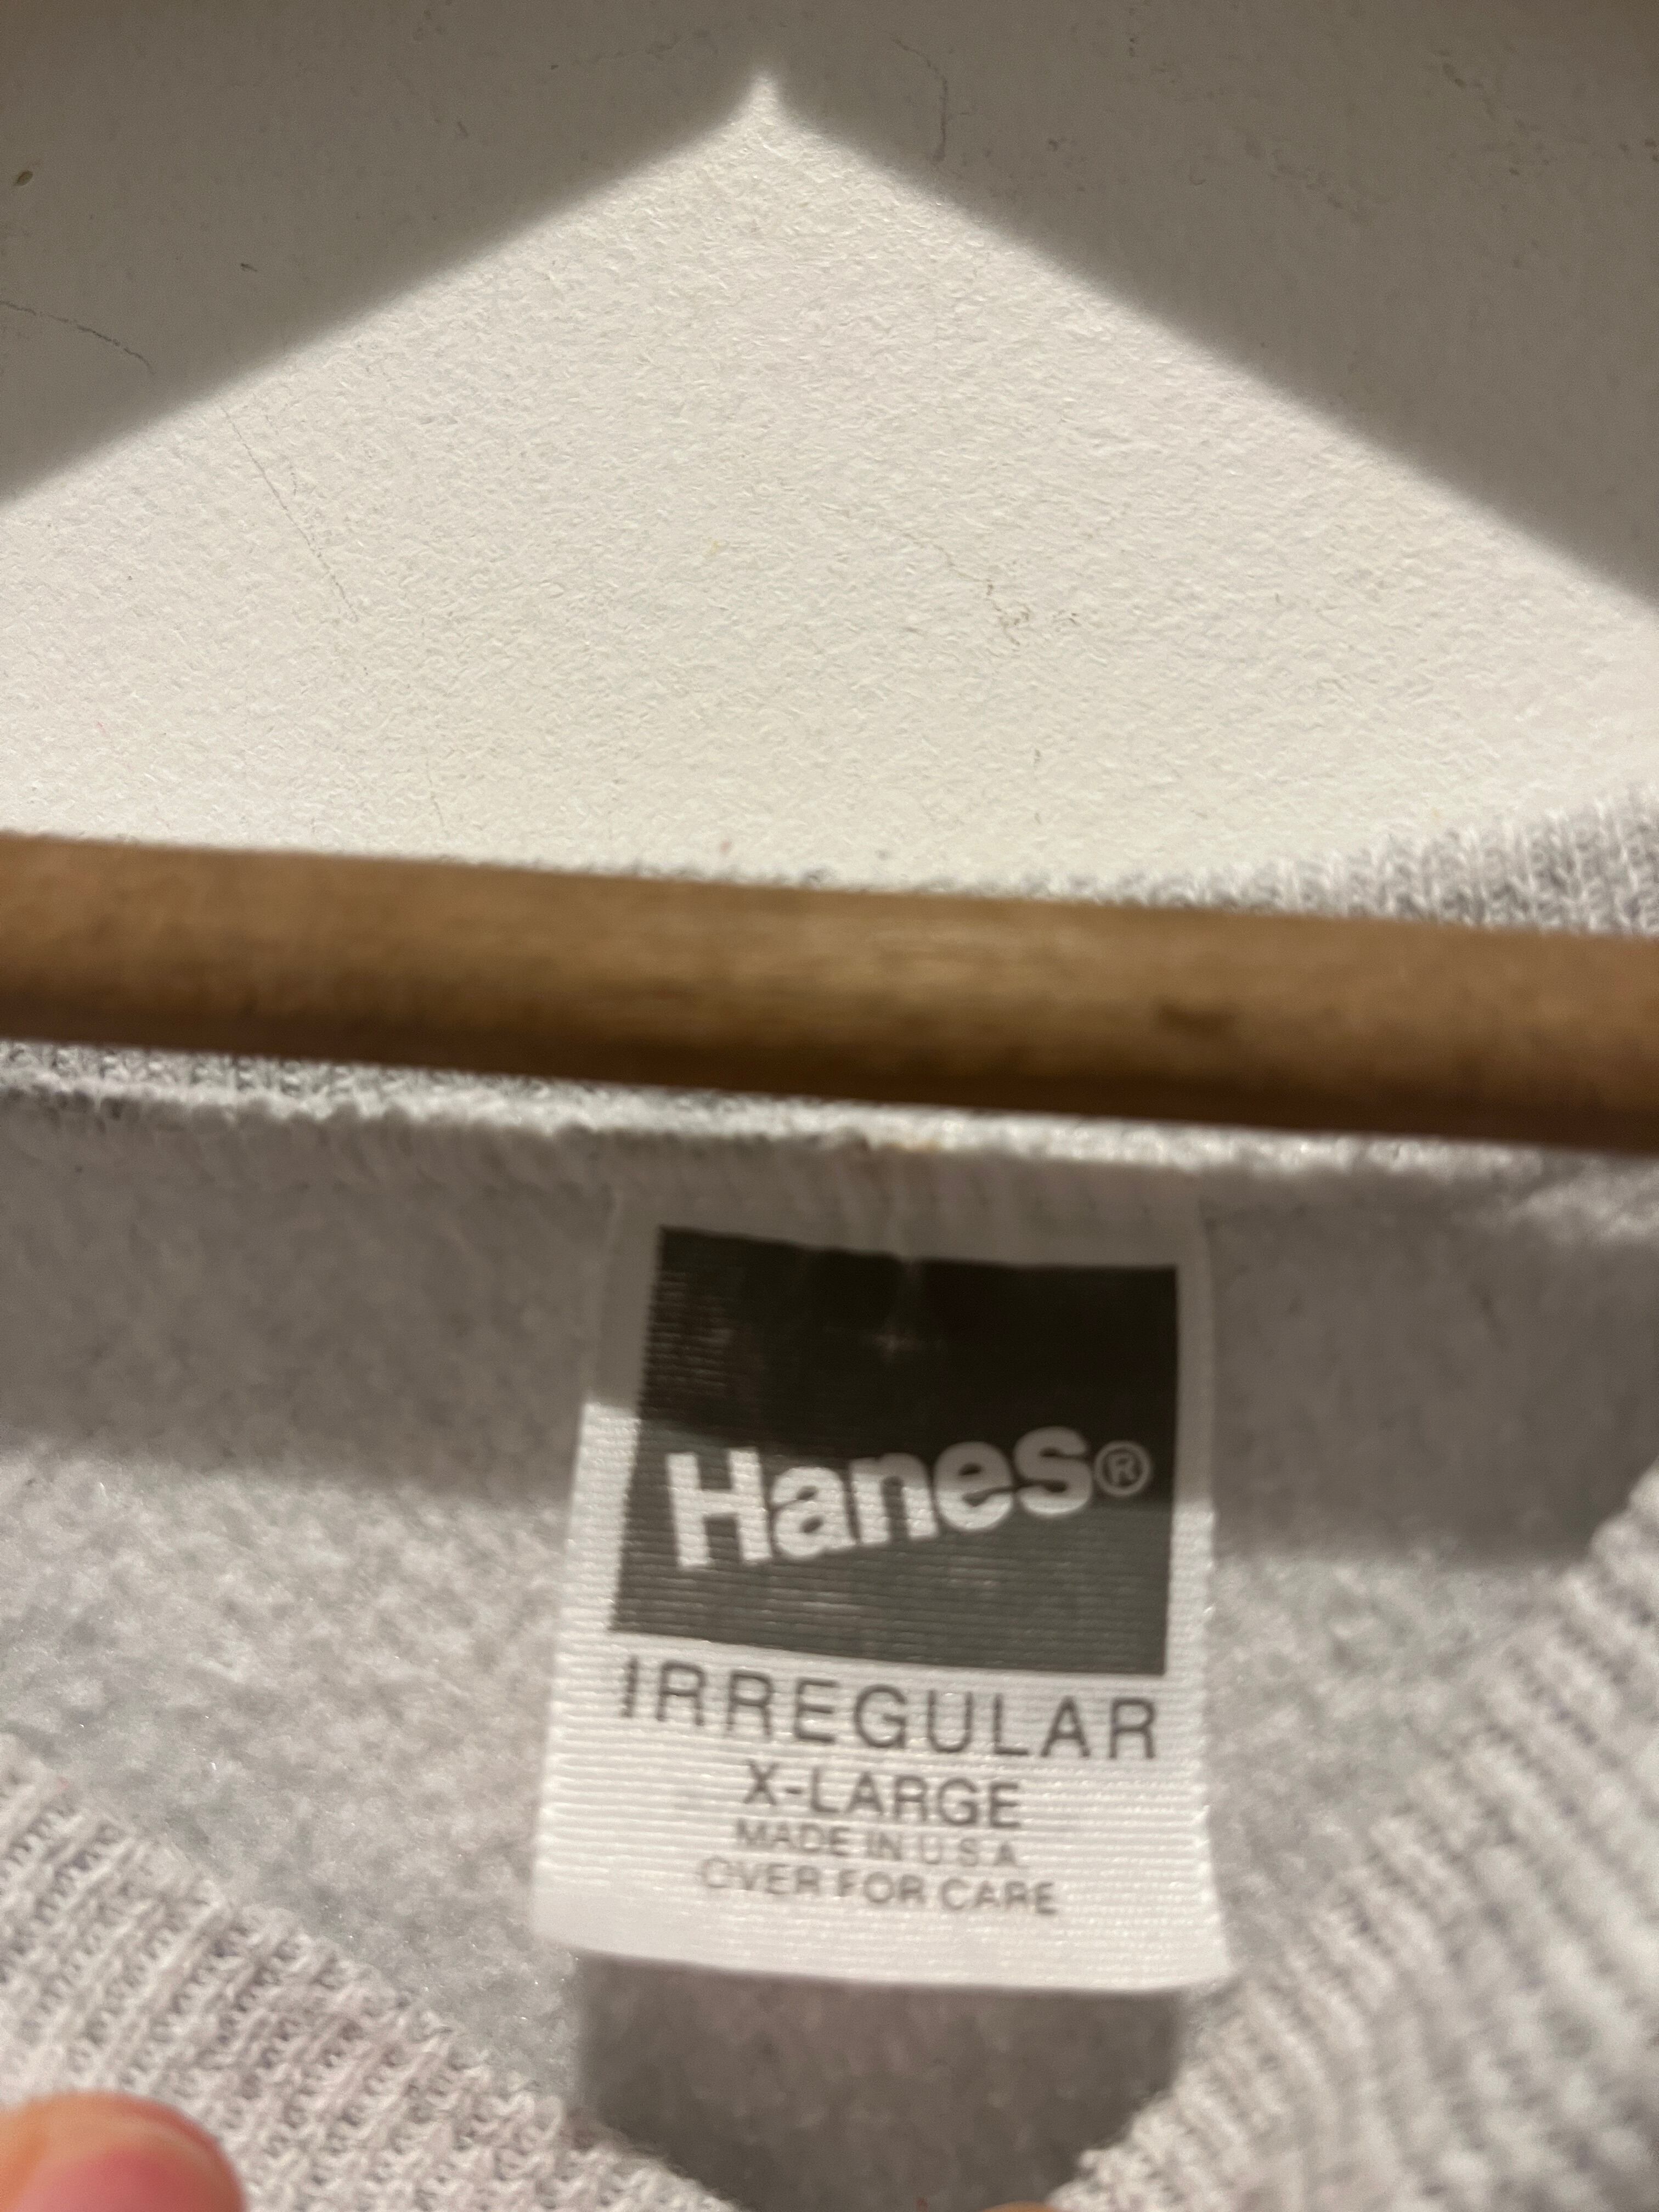 Hanes®
IRREGULAR
X-LARGE
MADE IN U.S.A.
OVER FOR CARE